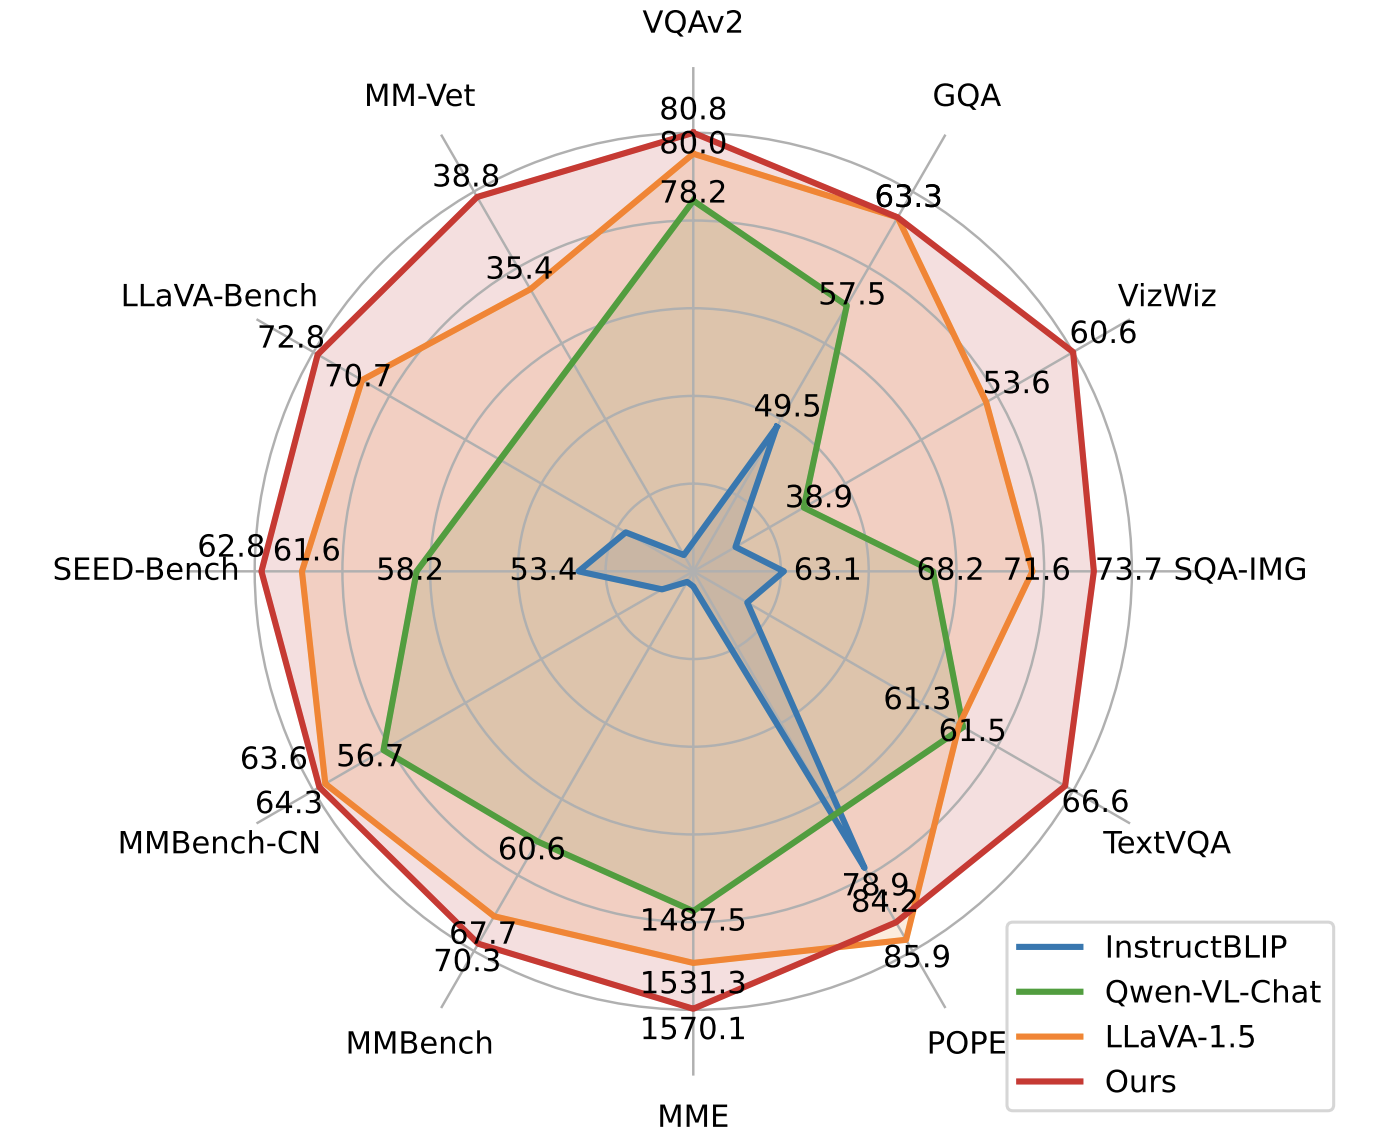 VQAv2
MM-Vet
GQA
80.8
80.0
38.8
78.2
63.3
35.4
57.5
LLaVA-Bench
VizWiz
72.8
60.6
70.7
53.6
49.5
38.9
62.8
61.6
SEED-Bench
58.2
53.4
63.1
68.2
71.6
73.7
SQA-IMG
61.3
61.5
63.6
56.7
64.3
66.6
MMBench-CN
TextVQA
60.6
78.9
84.2
1487.5
67.7
70.3
85.9
1531.3
1570.1
MMBench
POPE
MME
InstructBLIP
Qwen-VL-Chat
LLaVA-1.5
Ours